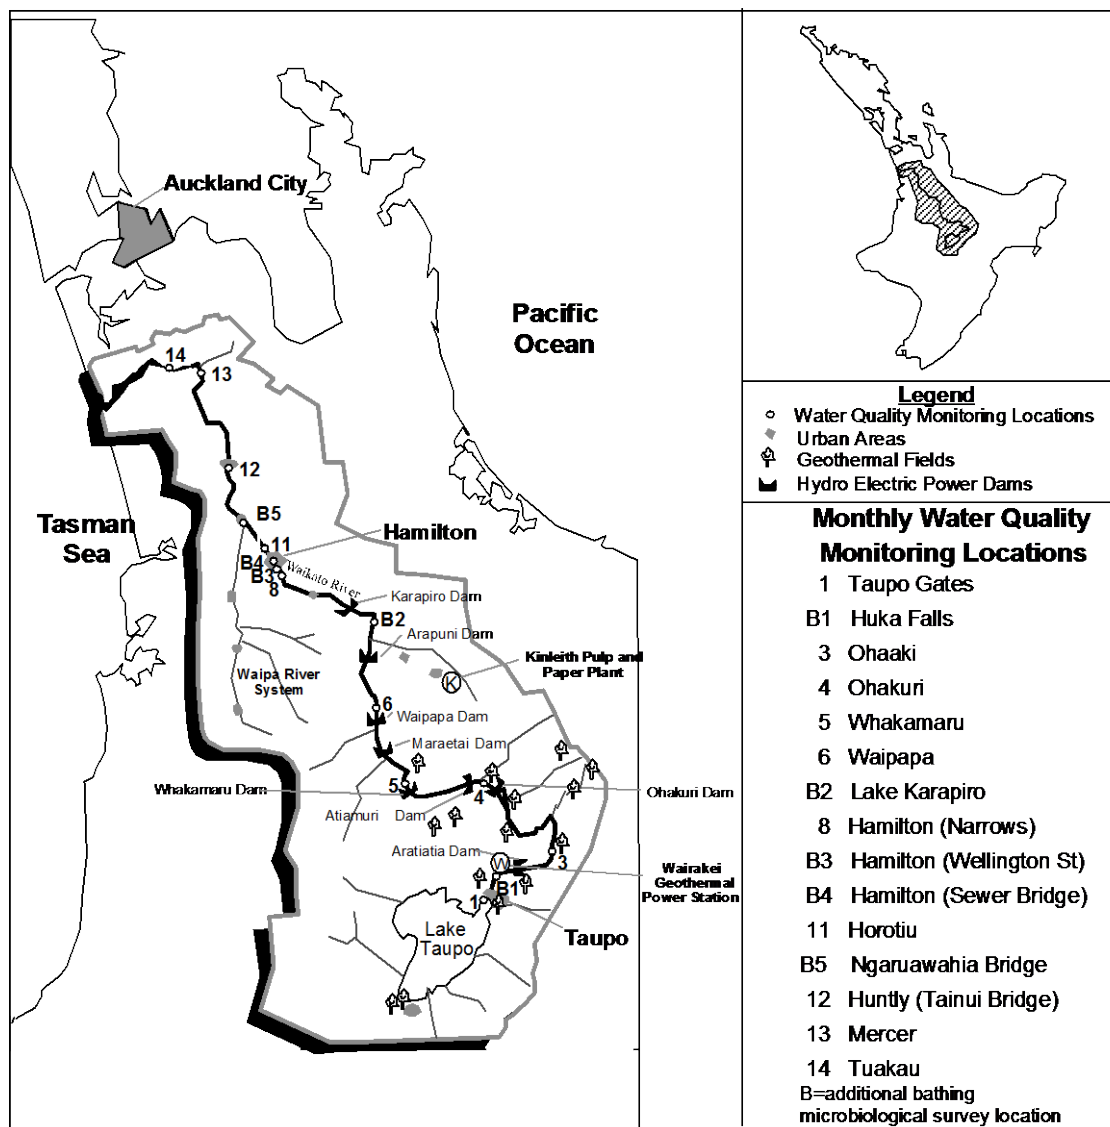 Auckland City
Pacific
Ocean
14
13
12
B5
Tasman
Sea
11
Hamilton
B4
B3
8
Waikato River
Karapiro Dam
B2
Arapuni Dam
Kinleith Pulp and
Paper Plant
K
Waipa River
System
6
Waipapa Dam
Maraetai Dam
Whakamaru Dam
5
4
Ohakuri Dam
Atiamuri Dam
Aratiatia Dam
3
W
Wairakei
Geothermal
Power Station
B1
1
Lake
Taupo
Taupo
Legend
Water Quality Monitoring Locations
Urban Areas
Geothermal Fields
Hydro Electric Power Dams
Monthly Water Quality
Monitoring Locations
1 Taupo Gates
B1 Huka Falls
3 Ohaaki
4 Ohakuri
5 Whakamaru
6 Waipapa
B2 Lake Karapiro
8 Hamilton (Narrows)
B3 Hamilton (Wellington St)
B4 Hamilton (Sewer Bridge)
11 Horotiu
B5 Ngaruawahia Bridge
12 Huntly (Tainui Bridge)
13 Mercer
14 Tuakau
B=additional bathing
microbiological survey location